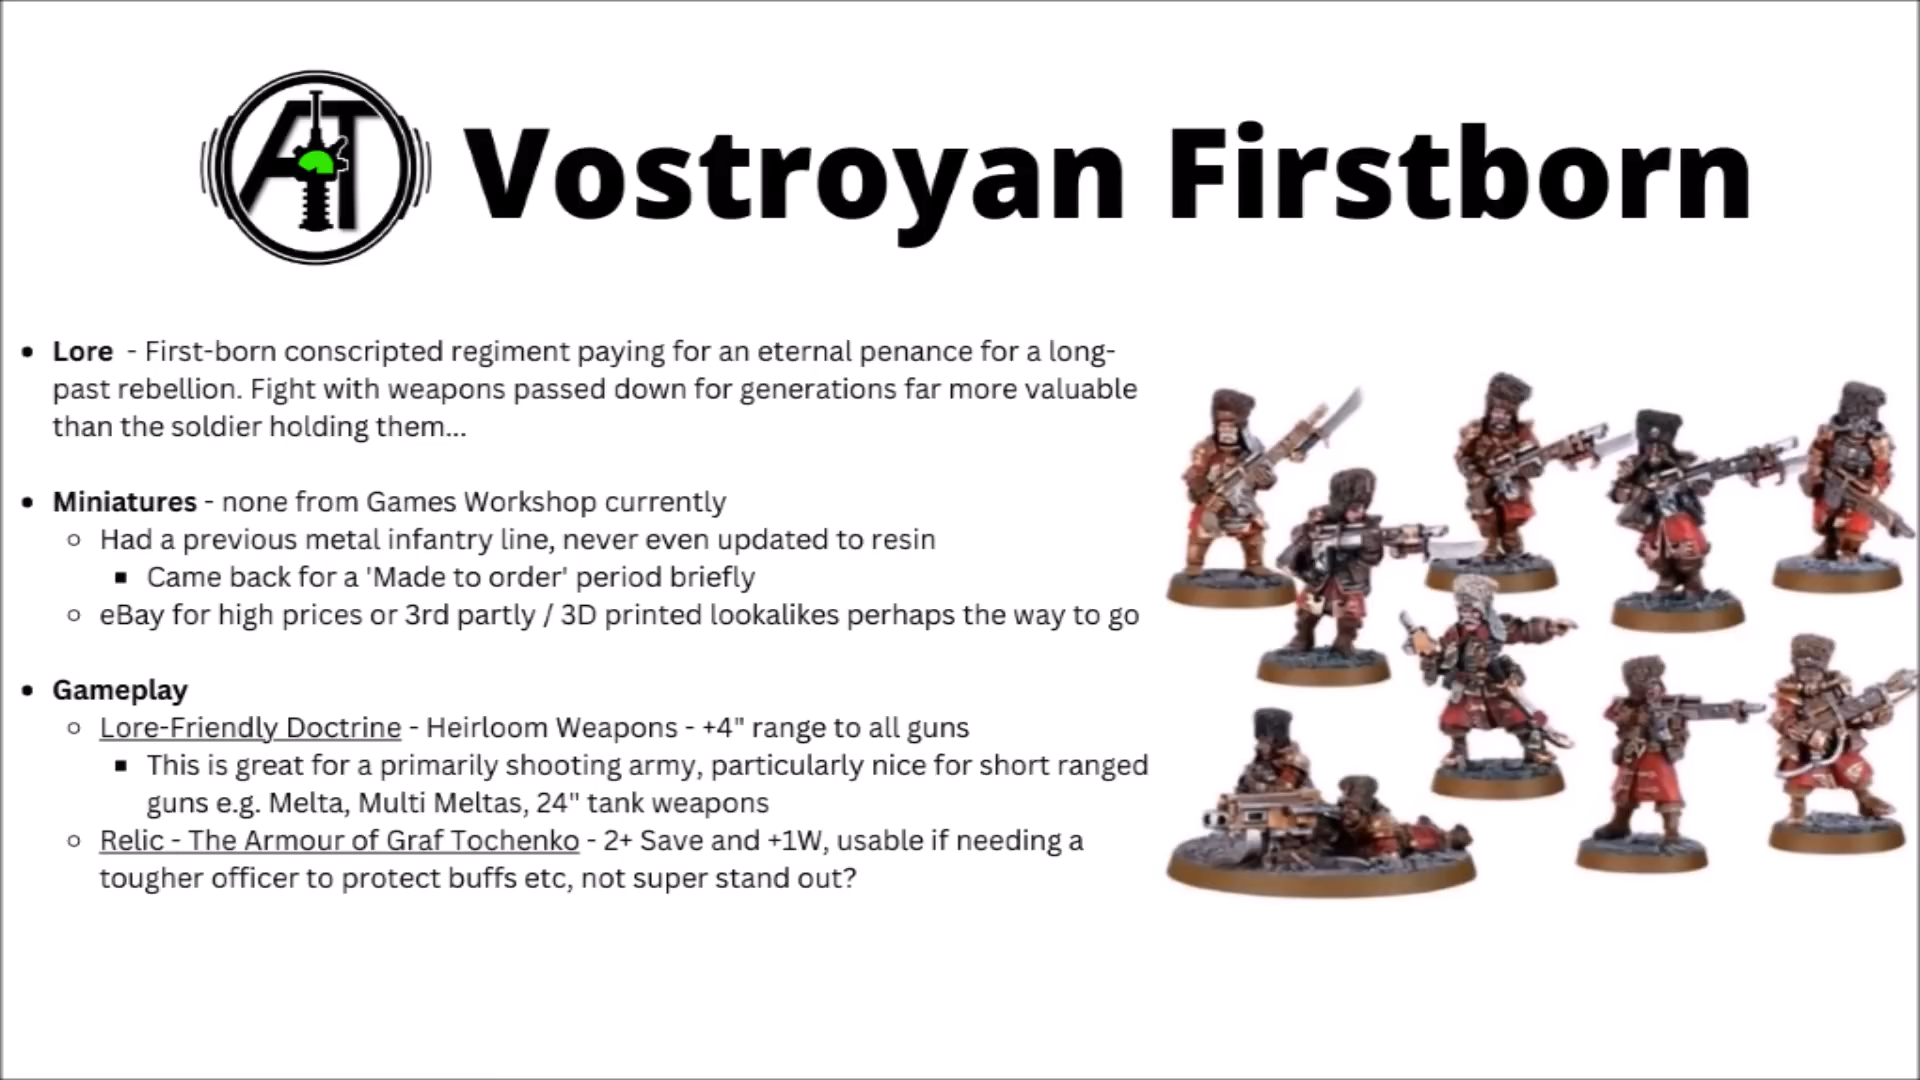 AT
Vostroyan Firstborn
• Lore - First-born conscripted regiment paying for an eternal penance for a long-
past rebellion. Fight with weapons passed down for generations far more valuable
than the soldier holding them...
• Miniatures - none from Games Workshop currently
○ Had a previous metal infantry line, never even updated to resin
▪ Came back for a 'Made to order' period briefly
○ eBay for high prices or 3rd partly / 3D printed lookalikes perhaps the way to go
• Gameplay
○ Lore-Friendly Doctrine - Heirloom Weapons - +4" range to all guns
▪ This is great for a primarily shooting army, particularly nice for short ranged
guns e.g. Melta, Multi Meltas, 24" tank weapons
○ Relic - The Armour of Graf Tochenko - 2+ Save and +1W, usable if needing a
tougher officer to protect buffs etc, not super stand out?